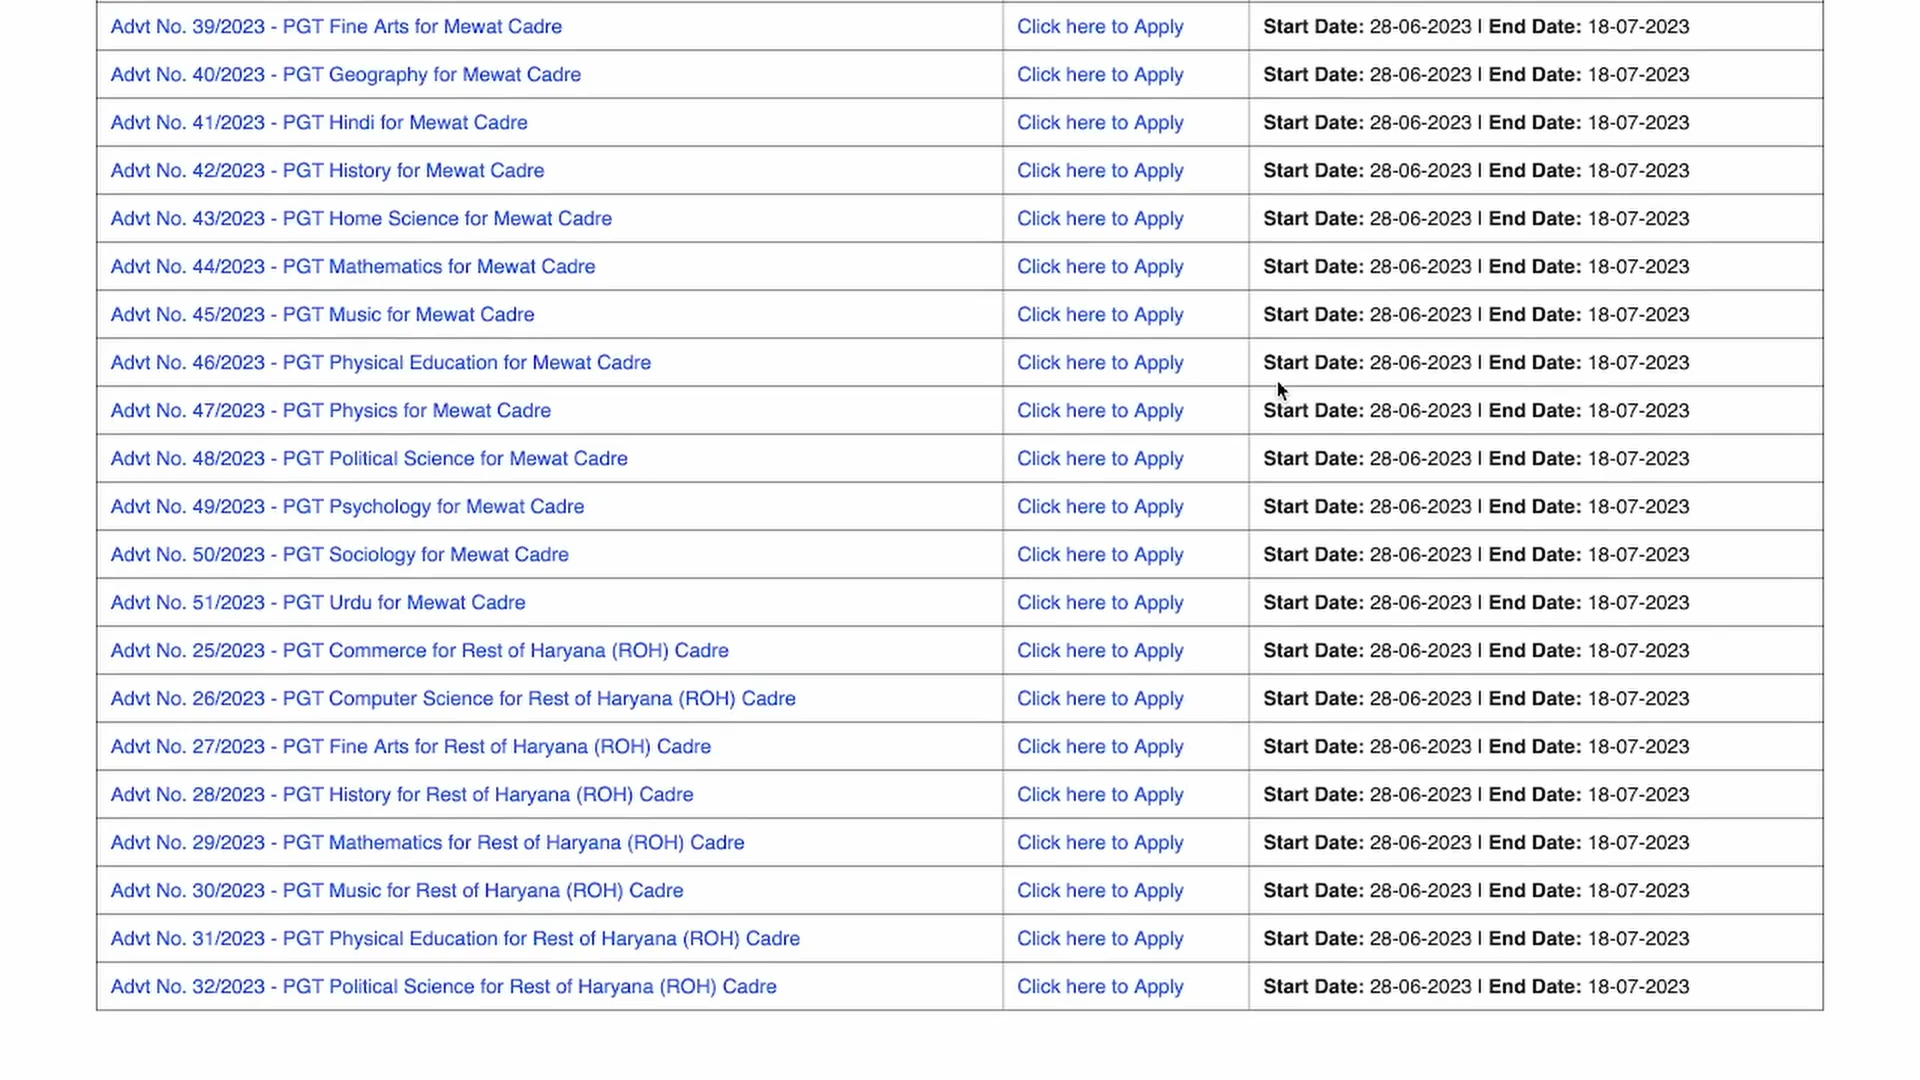 Advt No. 39/2023 - PGT Fine Arts for Mewat Cadre Click here to Apply Start Date: 28-06-2023 | End Date: 18-07-2023
Advt No. 40/2023 - PGT Geography for Mewat Cadre Click here to Apply Start Date: 28-06-2023 | End Date: 18-07-2023
Advt No. 41/2023 - PGT Hindi for Mewat Cadre Click here to Apply Start Date: 28-06-2023 | End Date: 18-07-2023
Advt No. 42/2023 - PGT History for Mewat Cadre Click here to Apply Start Date: 28-06-2023 | End Date: 18-07-2023
Advt No. 43/2023 - PGT Home Science for Mewat Cadre Click here to Apply Start Date: 28-06-2023 | End Date: 18-07-2023
Advt No. 44/2023 - PGT Mathematics for Mewat Cadre Click here to Apply Start Date: 28-06-2023 | End Date: 18-07-2023
Advt No. 45/2023 - PGT Music for Mewat Cadre Click here to Apply Start Date: 28-06-2023 | End Date: 18-07-2023
Advt No. 46/2023 - PGT Physical Education for Mewat Cadre Click here to Apply Start Date: 28-06-2023 | End Date: 18-07-2023
Advt No. 47/2023 - PGT Physics for Mewat Cadre Click here to Apply Start Date: 28-06-2023 | End Date: 18-07-2023
Advt No. 48/2023 - PGT Political Science for Mewat Cadre Click here to Apply Start Date: 28-06-2023 | End Date: 18-07-2023
Advt No. 49/2023 - PGT Psychology for Mewat Cadre Click here to Apply Start Date: 28-06-2023 | End Date: 18-07-2023
Advt No. 50/2023 - PGT Sociology for Mewat Cadre Click here to Apply Start Date: 28-06-2023 | End Date: 18-07-2023
Advt No. 51/2023 - PGT Urdu for Mewat Cadre Click here to Apply Start Date: 28-06-2023 | End Date: 18-07-2023
Advt No. 25/2023 - PGT Commerce for Rest of Haryana (ROH) Cadre Click here to Apply Start Date: 28-06-2023 | End Date: 18-07-2023
Advt No. 26/2023 - PGT Computer Science for Rest of Haryana (ROH) Cadre Click here to Apply Start Date: 28-06-2023 | End Date: 18-07-2023
Advt No. 27/2023 - PGT Fine Arts for Rest of Haryana (ROH) Cadre Click here to Apply Start Date: 28-06-2023 | End Date: 18-07-2023
Advt No. 28/2023 - PGT History for Rest of Haryana (ROH) Cadre Click here to Apply Start Date: 28-06-2023 | End Date: 18-07-2023
Advt No. 29/2023 - PGT Mathematics for Rest of Haryana (ROH) Cadre Click here to Apply Start Date: 28-06-2023 | End Date: 18-07-2023
Advt No. 30/2023 - PGT Music for Rest of Haryana (ROH) Cadre Click here to Apply Start Date: 28-06-2023 | End Date: 18-07-2023
Advt No. 31/2023 - PGT Physical Education for Rest of Haryana (ROH) Cadre Click here to Apply Start Date: 28-06-2023 | End Date: 18-07-2023
Advt No. 32/2023 - PGT Political Science for Rest of Haryana (ROH) Cadre Click here to Apply Start Date: 28-06-2023 | End Date: 18-07-2023